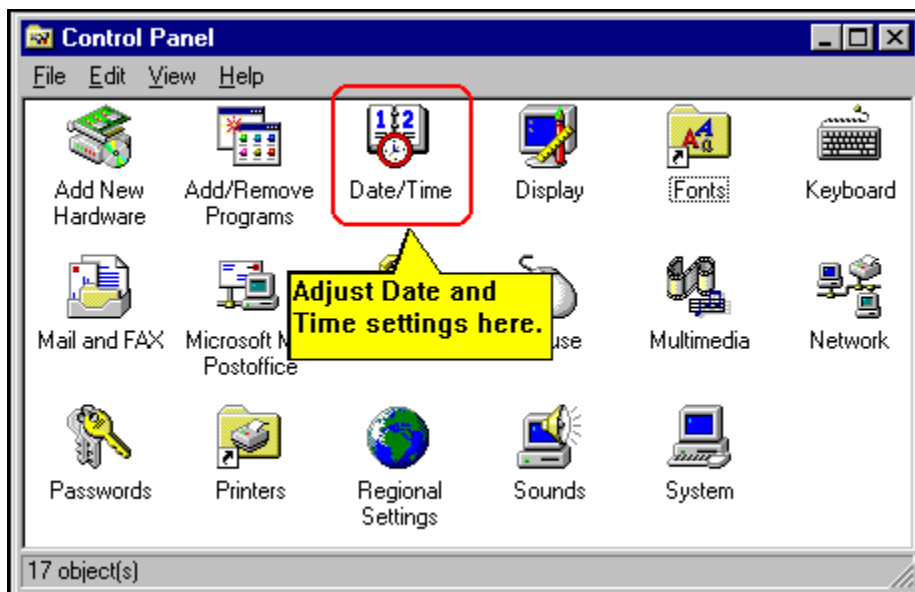 Control Panel
File Edit View Help
Add New Hardware
Add/Remove Programs
Date/Time
Display
Fonts
Keyboard
Adjust Date and
Time settings here.
Mail and FAX
Microsoft
Postoffice
Multimedia
Network
Passwords
Printers
Regional
Settings
Sounds
System
17 object(s)